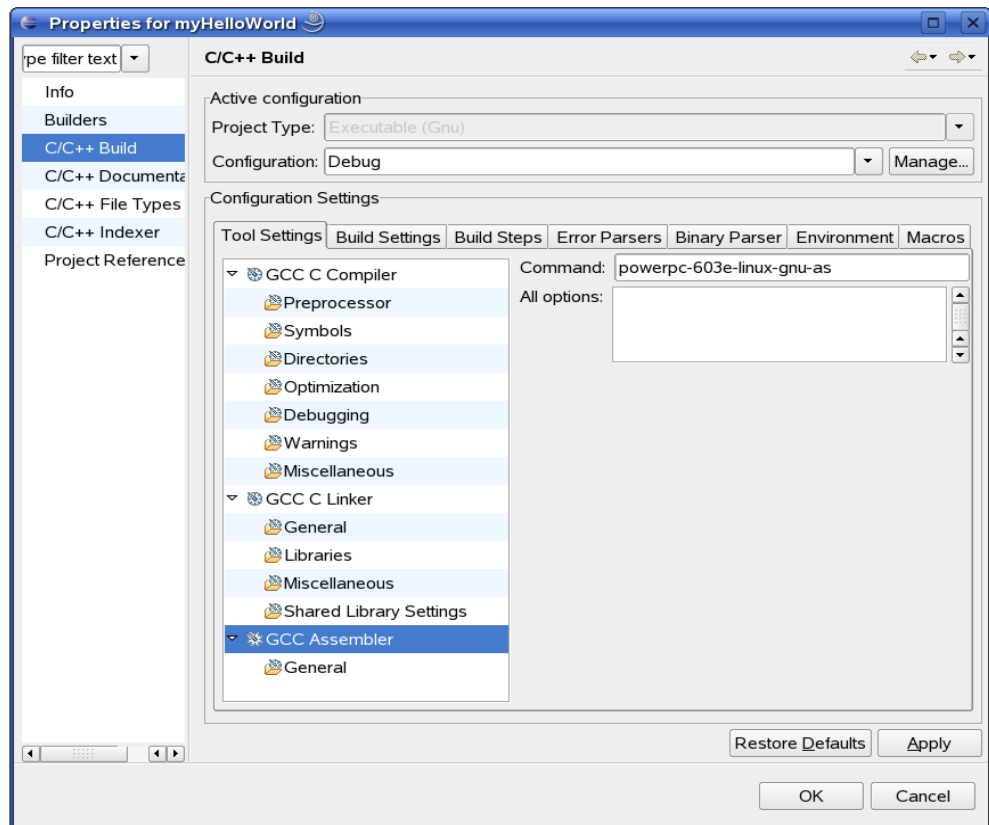 Properties for myHelloWorld
ype filter text
C/C++ Build
Info
Builders
C/C++ Build
C/C++ Documenta
C/C++ File Types
C/C++ Indexer
Project Reference
Active configuration
Project Type: Executable (Gnu)
Configuration: Debug Manage...
Configuration Settings
Tool Settings Build Settings Build Steps Error Parsers Binary Parser Environment Macros
GCC C Compiler
Preprocessor
Symbols
Directories
Optimization
Debugging
Warnings
Miscellaneous
GCC C Linker
General
Libraries
Miscellaneous
Shared Library Settings
GCC Assembler
General
Command: powerpc-603e-linux-gnu-as
All options:
Restore Defaults Apply
OK Cancel